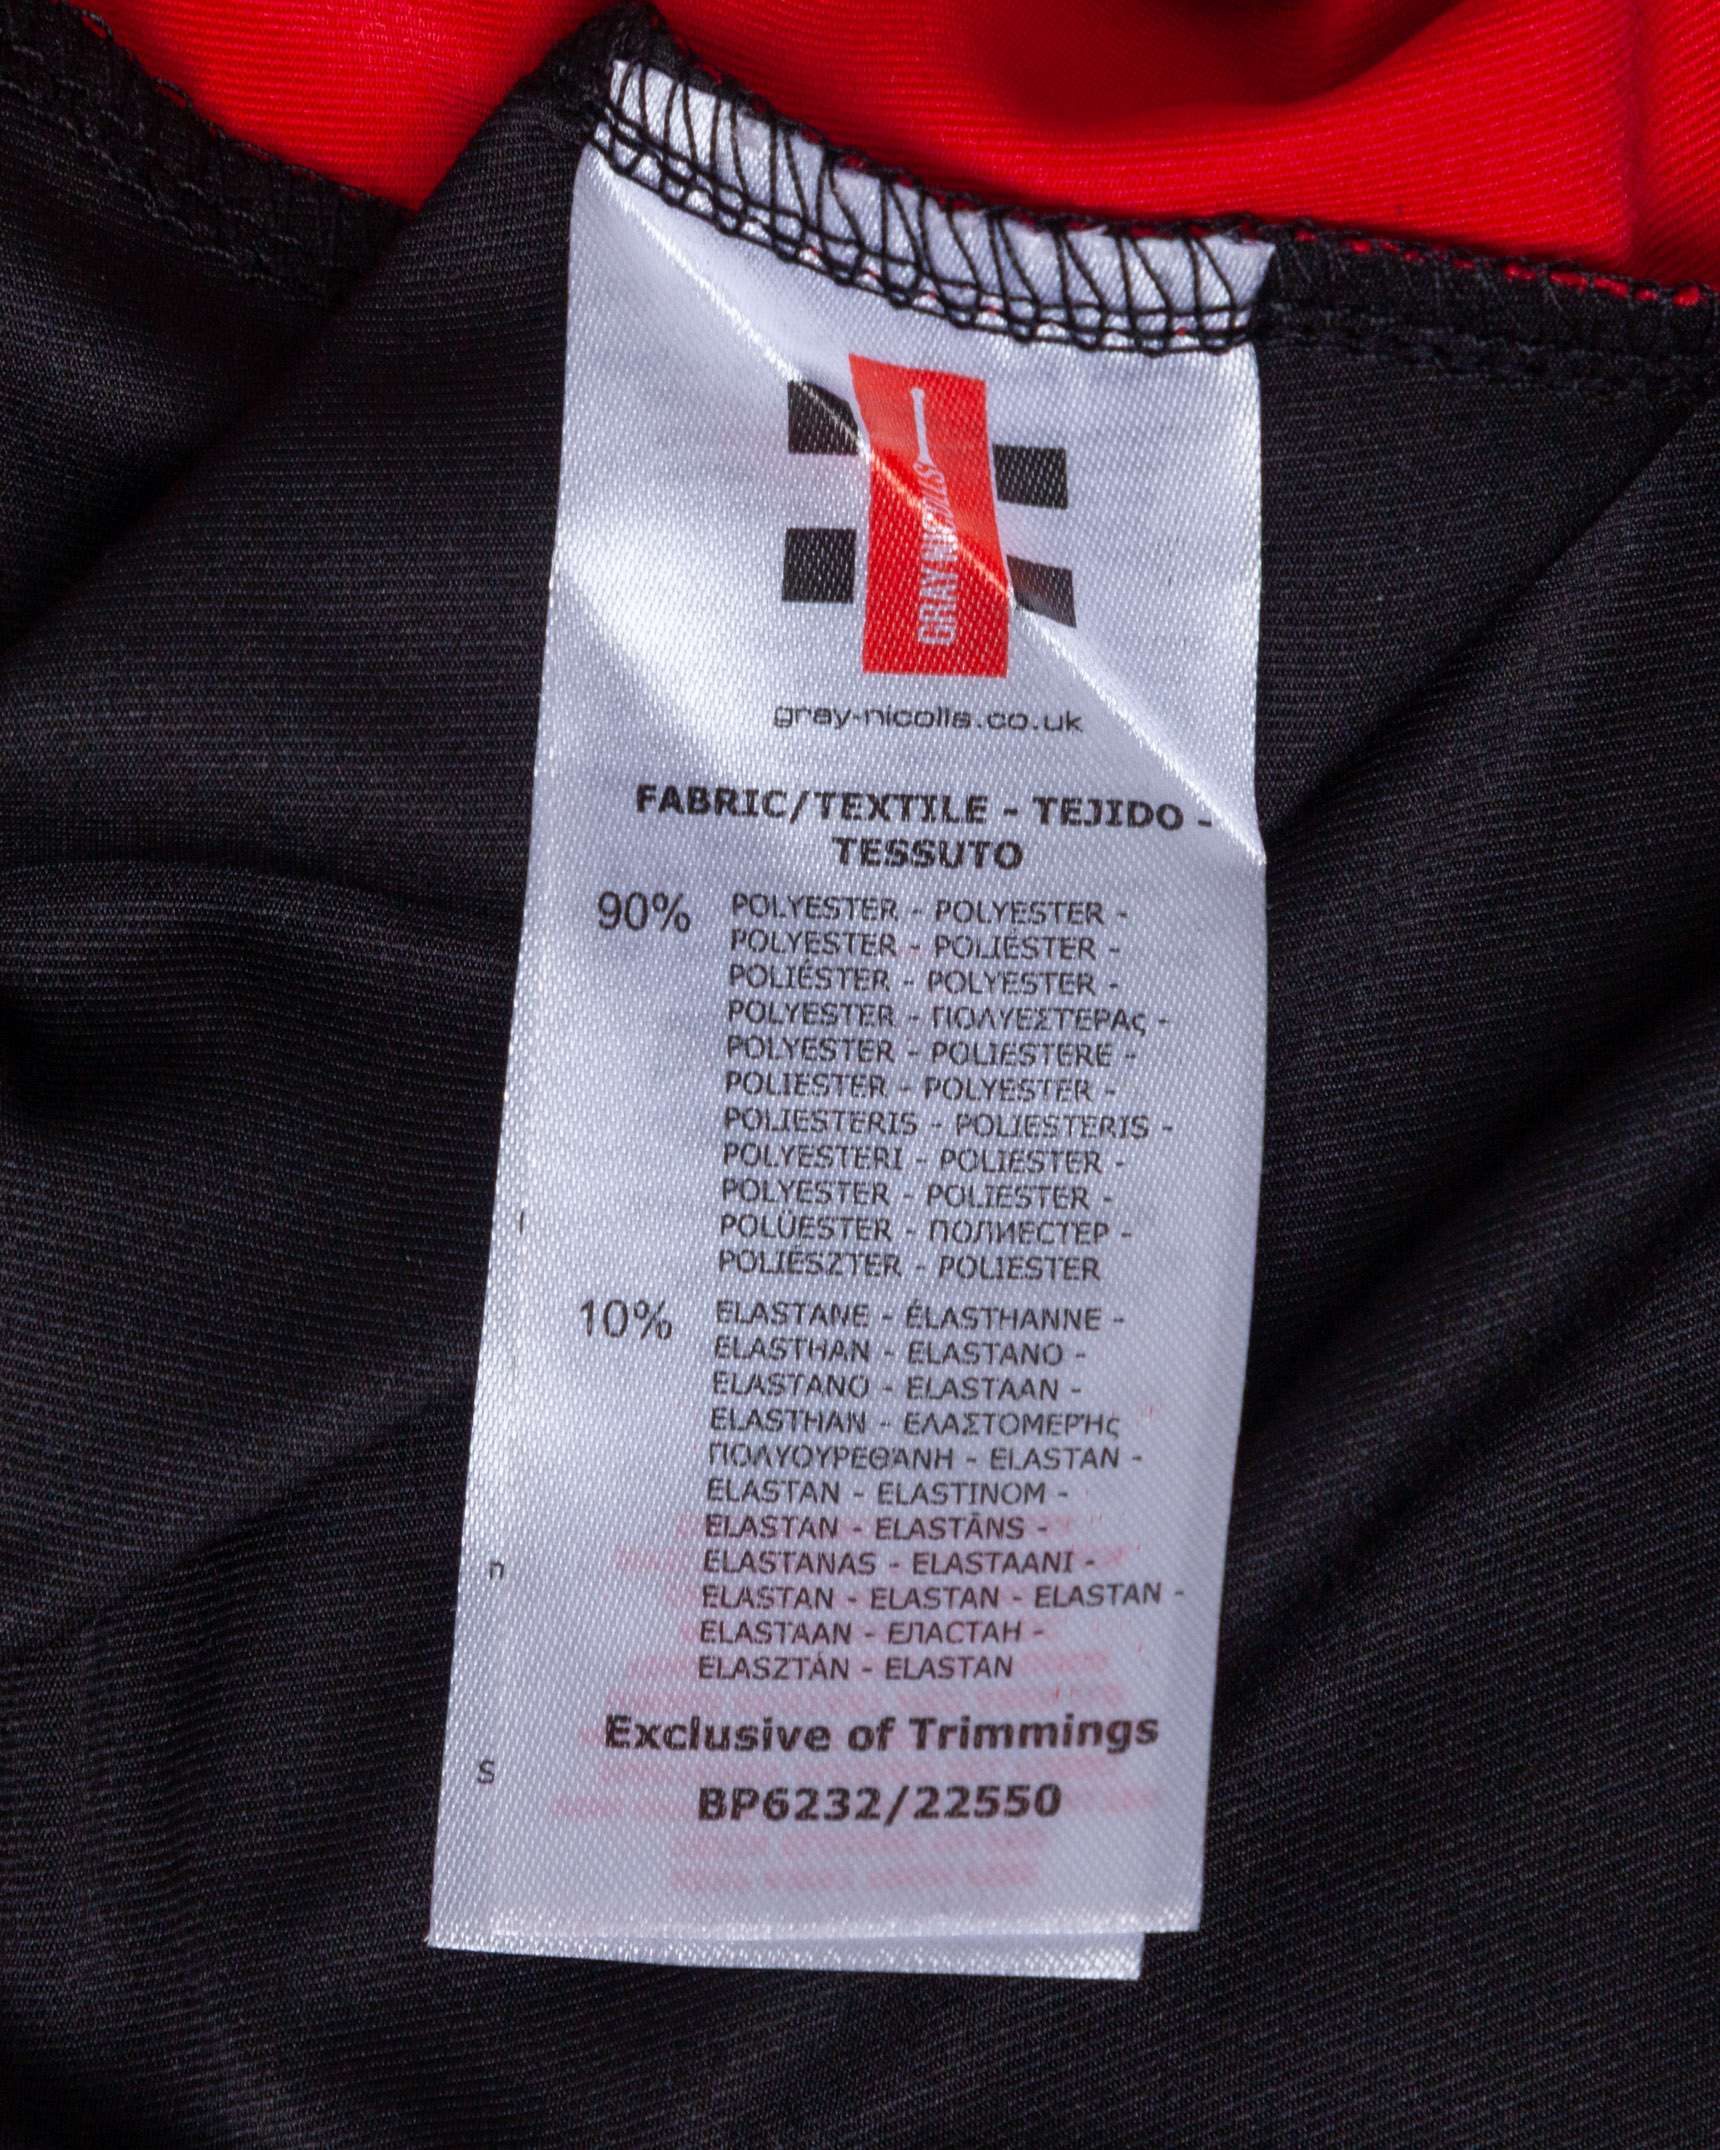 GRAY NICOLLS
gray-nicolls.co.uk
FABRIC/TEXTILE - TEJIDO -
TESSUTO
90%
POLYESTER - POLYESTER -
POLYESTER - POLIÉSTER -
POLIÉSTER - POLYESTER -
POLYESTER - ΠΟΛΥΕΣΤΕΡΑς -
POLYESTER - POLIESTERE -
POLIESTER - POLYESTER -
POLIESTERIS - POLIESTERIS -
POLYESTERI - POLIESTER -
POLYESTER - POLIESTER -
POLÜESTER - ПОЛИЕСТЕР -
POLIÉSZTER - POLIESTER
10%
ELASTANE - ÉLASTHANNE -
ELASTHAN - ELASTANO -
ELASTANO - ELASTAAN -
ELASTHAN - ΕΛΑΣΤΟΜΕΡΉς
ΠΟΛΥΟΥΡΕΘΆΝΗ - ELASTAN -
ELASTAN - ELASTINOM -
ELASTAN - ELASTĀNS -
ELASTANAS - ELASTAANI -
ELASTAN - ELASTAN - ELASTAN -
ELASTAAN - ЕЛАСТАН -
ELASZTÁN - ELASTAN
Exclusive of Trimmings
BP6232/22550
n
S